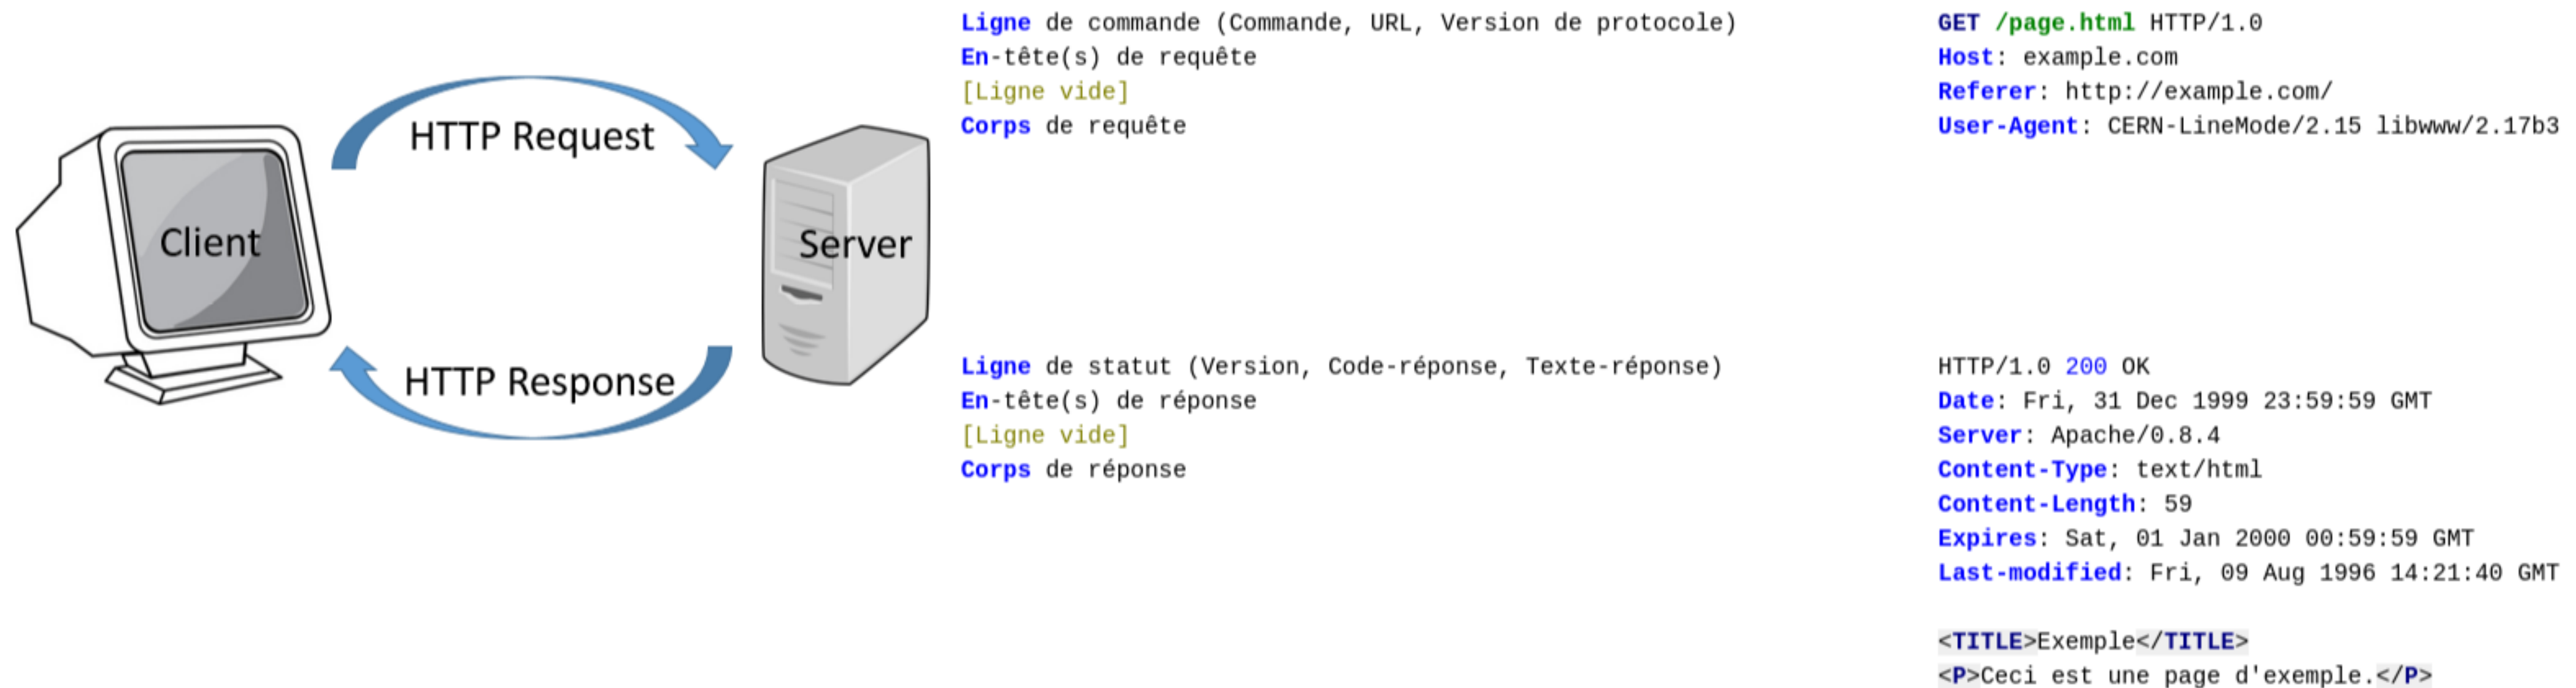 HTTP Request
Client
Server
HTTP Response
Ligne de commande (Commande, URL, Version de protocole)
En-tête(s) de requête
[Ligne vide]
Corps de requête
GET /page.html HTTP/1.0
Host: example.com
Referer: http://example.com/
User-Agent: CERN-LineMode/2.15 libwww/2.17b3
Ligne de statut (Version, Code-réponse, Texte-réponse)
En-tête(s) de réponse
[Ligne vide]
Corps de réponse
HTTP/1.0 200 OK
Date: Fri, 31 Dec 1999 23:59:59 GMT
Server: Apache/0.8.4
Content-Type: text/html
Content-Length: 59
Expires: Sat, 01 Jan 2000 00:59:59 GMT
Last-modified: Fri, 09 Aug 1996 14:21:40 GMT
<TITLE>Exemple</TITLE>
<P>Ceci est une page d'exemple.</P>